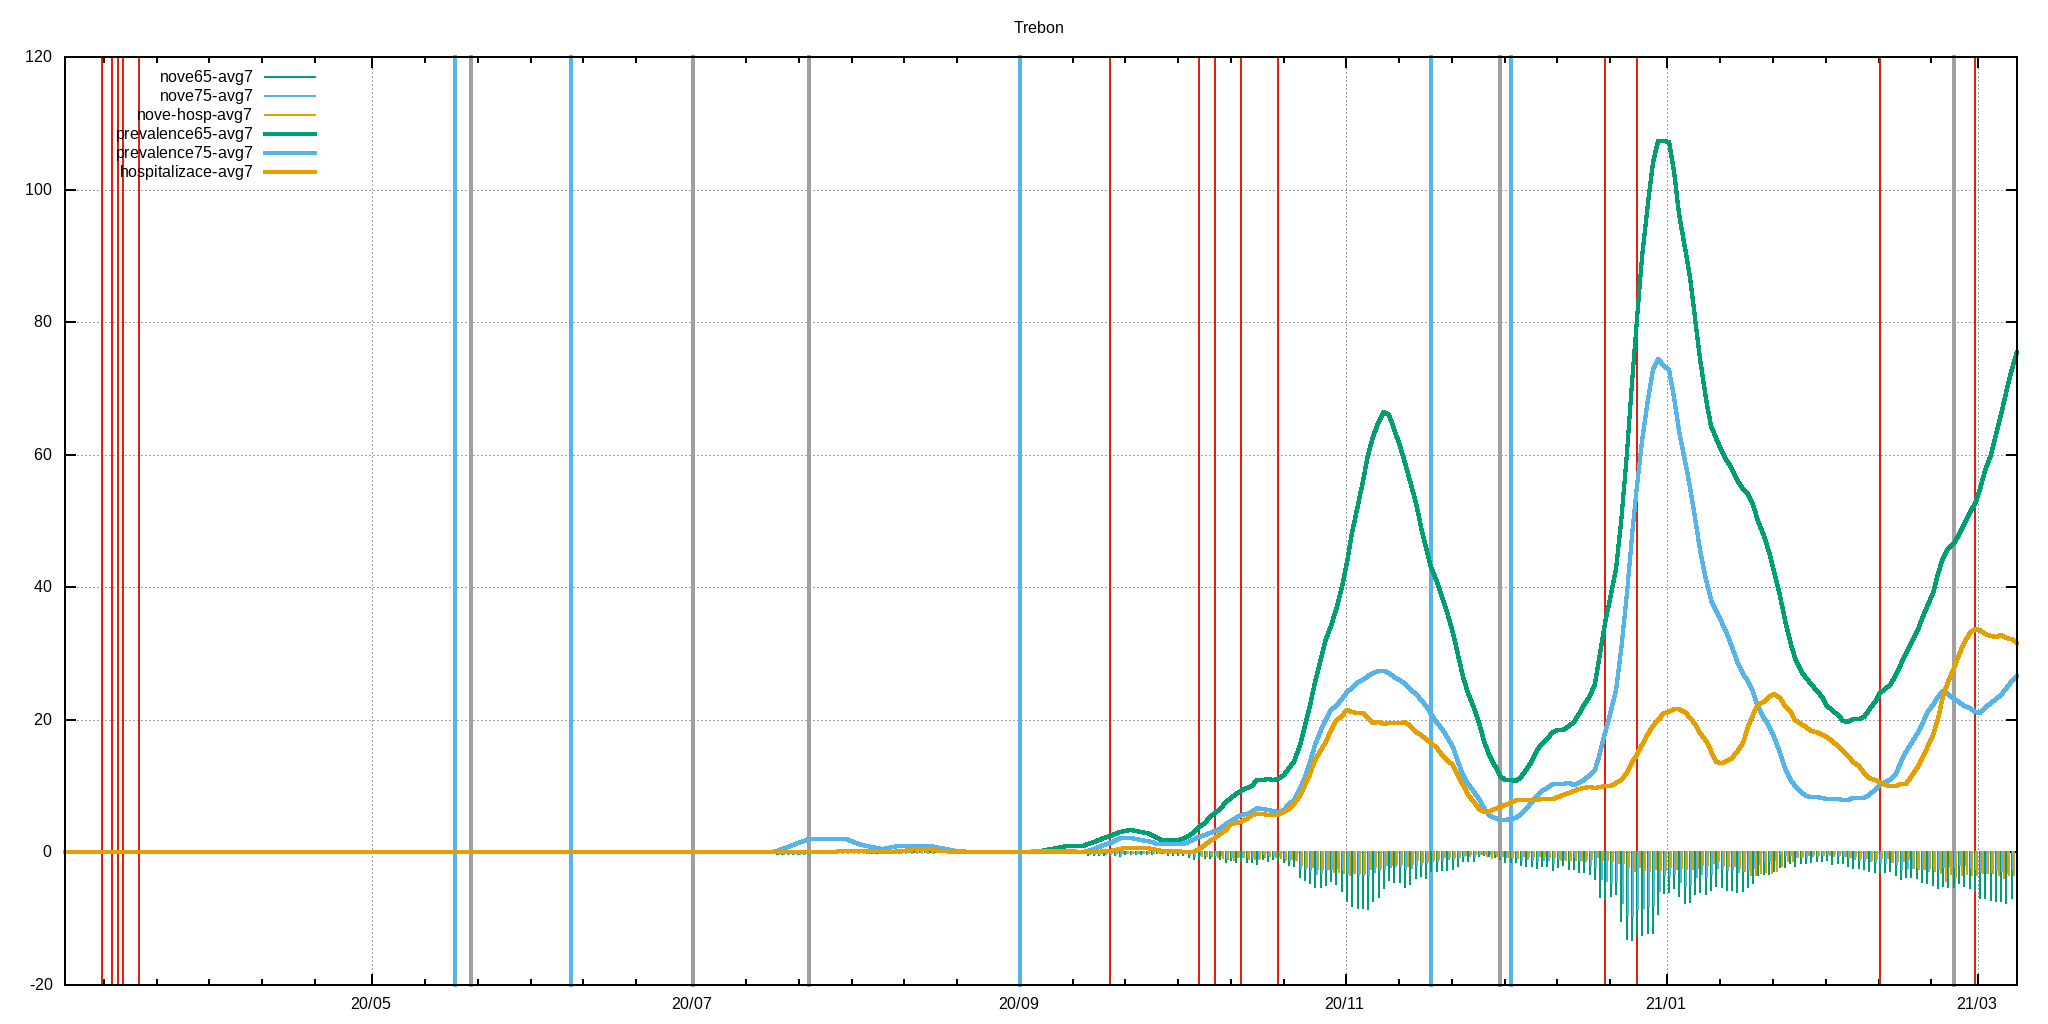 Trebon
120
100
80
60
40
20
0
-20
nove65-avg7
nove75-avg7
nove-hosp-avg7
prevalence65-avg7
prevalence75-avg7
hospitalizace-avg7
20/05 20/07 20/09 20/11 21/01 21/03